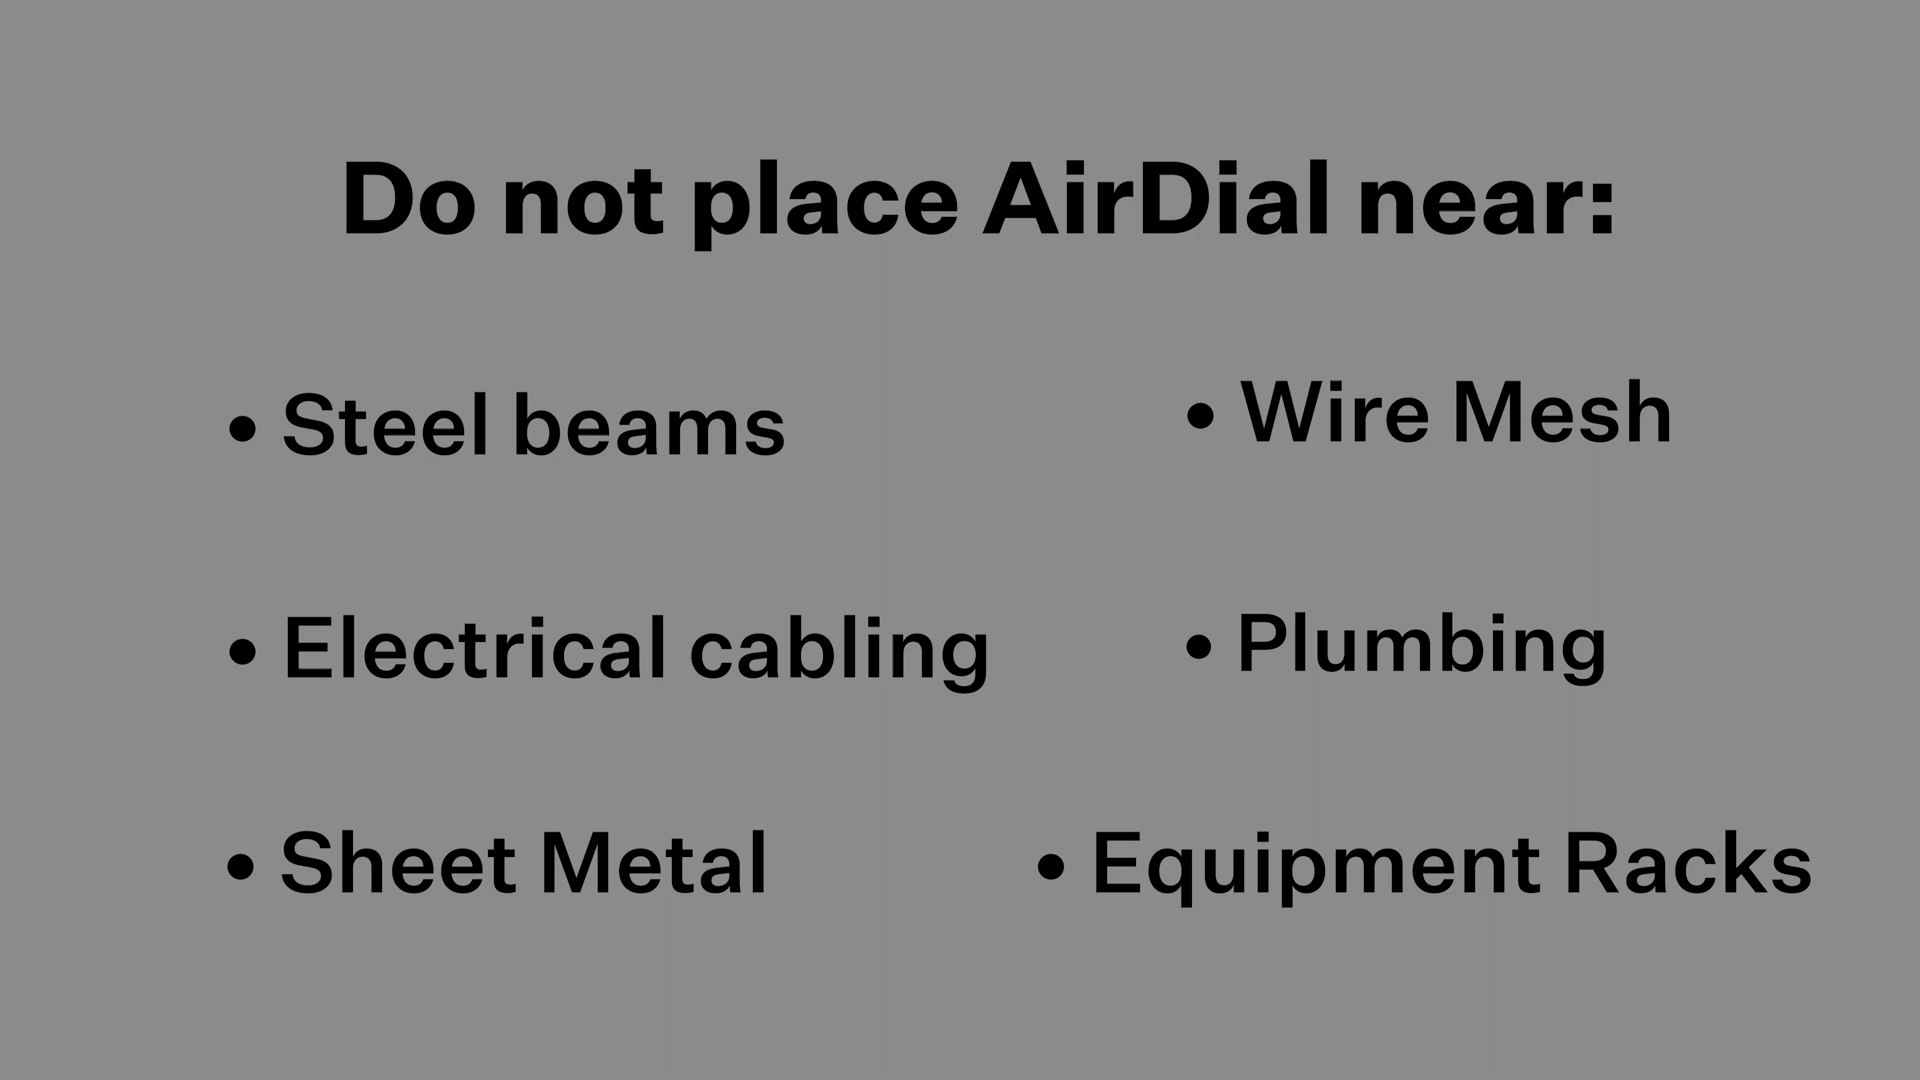 Do not place AirDial near:
• Steel beams
• Electrical cabling
• Sheet Metal
• Wire Mesh
• Plumbing
• Equipment Racks